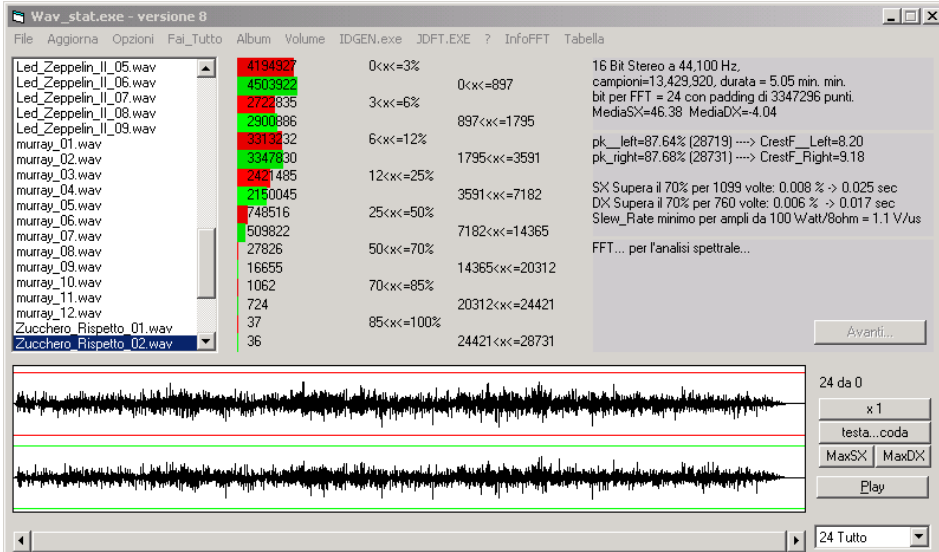 Wav_stat.exe - versione 8
File Aggiorna Opzioni Fai_Tutto Album Volume IDGEN.exe JDFT.EXE ? InfoFFT Tabella
Led_Zeppelin_II_05.wav
Led_Zeppelin_II_06.wav
Led_Zeppelin_II_07.wav
Led_Zeppelin_II_08.wav
Led_Zeppelin_II_09.wav
murray_01.wav
murray_02.wav
murray_03.wav
murray_04.wav
murray_05.wav
murray_06.wav
murray_07.wav
murray_08.wav
murray_09.wav
murray_10.wav
murray_11.wav
murray_12.wav
Zucchero_Rispetto_01.wav
Zucchero_Rispetto_02.wav
4194927 0<x<=3%
4503922 0<x<=897
2722835 3<x<=6%
2900886 897<x<=1795
3313232 6<x<=12%
3347830 1795<x<=3591
2421485 12<x<=25%
2150045 3591<x<=7182
748516 25<x<=50%
509822 7182<x<=14365
27826 50<x<=70%
16655 14365<x<=20312
1062 70<x<=85%
724 20312<x<=24421
37 85<x<=100%
36 24421<x<=28731
16 Bit Stereo a 44,100 Hz,
campioni=13,429,920, durata = 5.05 min. min.
bit per FFT = 24 con padding di 3347296 punti.
MediaSX=46.38 MediaDX=-4.04
pk__left=87.64% (28719) ----> CrestF__Left=8.20
pk_right=87.68% (28731) ----> CrestF_Right=9.18
SX Supera il 70% per 1099 volte: 0.008 % -> 0.025 sec
DX Supera il 70% per 760 volte: 0.006 % -> 0.017 sec
Slew_Rate minimo per ampli da 100 Watt/8ohm = 1.1 V/us
FFT... per l'analisi spettrale...
Avanti...
24 da 0
x 1
testa...coda
MaxSX MaxDX
Play
24 Tutto